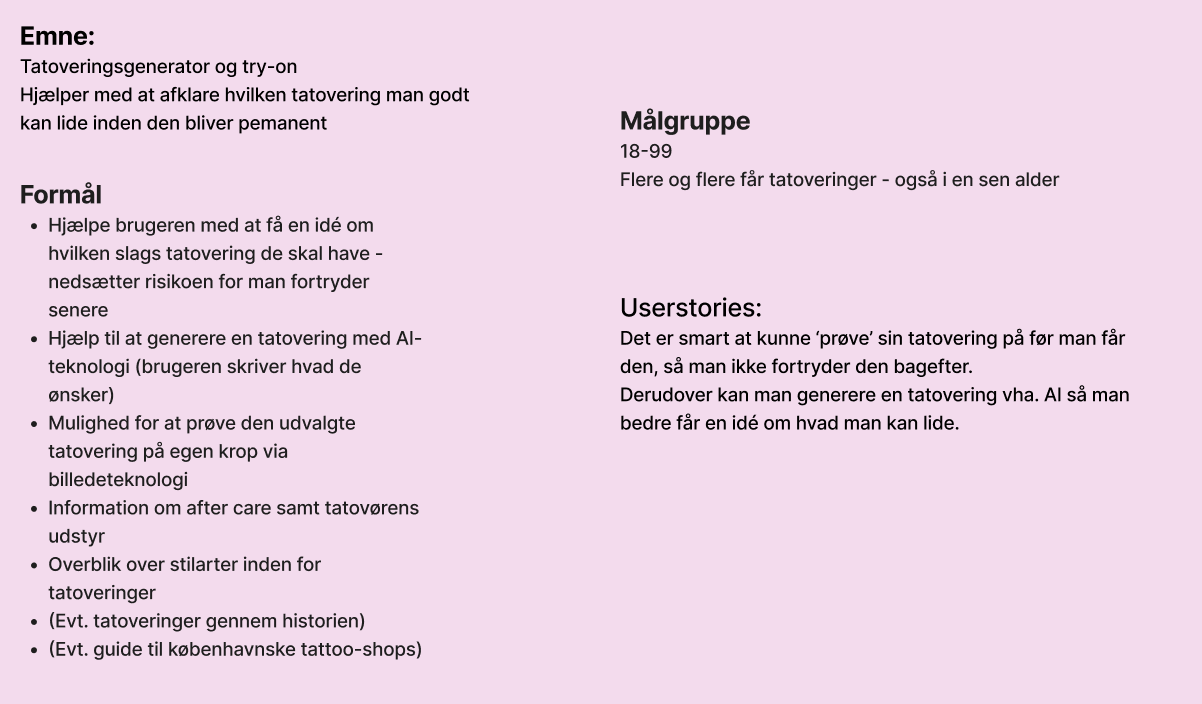 Emne:
Tatoveringsgenerator og try-on
Hjælper med at afklare hvilken tatovering man godt
kan lide inden den bliver pemanent
Formål
• Hjælpe brugeren med at få en idé om
hvilken slags tatovering de skal have -
nedsætter risikoen for man fortryder
senere
• Hjælp til at generere en tatovering med AI-
teknologi (brugeren skriver hvad de
ønsker)
• Mulighed for at prøve den udvalgte
tatovering på egen krop via
billedeteknologi
• Information om after care samt tatovørens
udstyr
• Overblik over stilarter inden for
tatoveringer
• (Evt. tatoveringer gennem historien)
• (Evt. guide til københavnske tattoo-shops)
Målgruppe
18-99
Flere og flere får tatoveringer - også i en sen alder
Userstories:
Det er smart at kunne ‘prøve’ sin tatovering på før man får
den, så man ikke fortryder den bagefter.
Derudover kan man generere en tatovering vha. AI så man
bedre får en idé om hvad man kan lide.